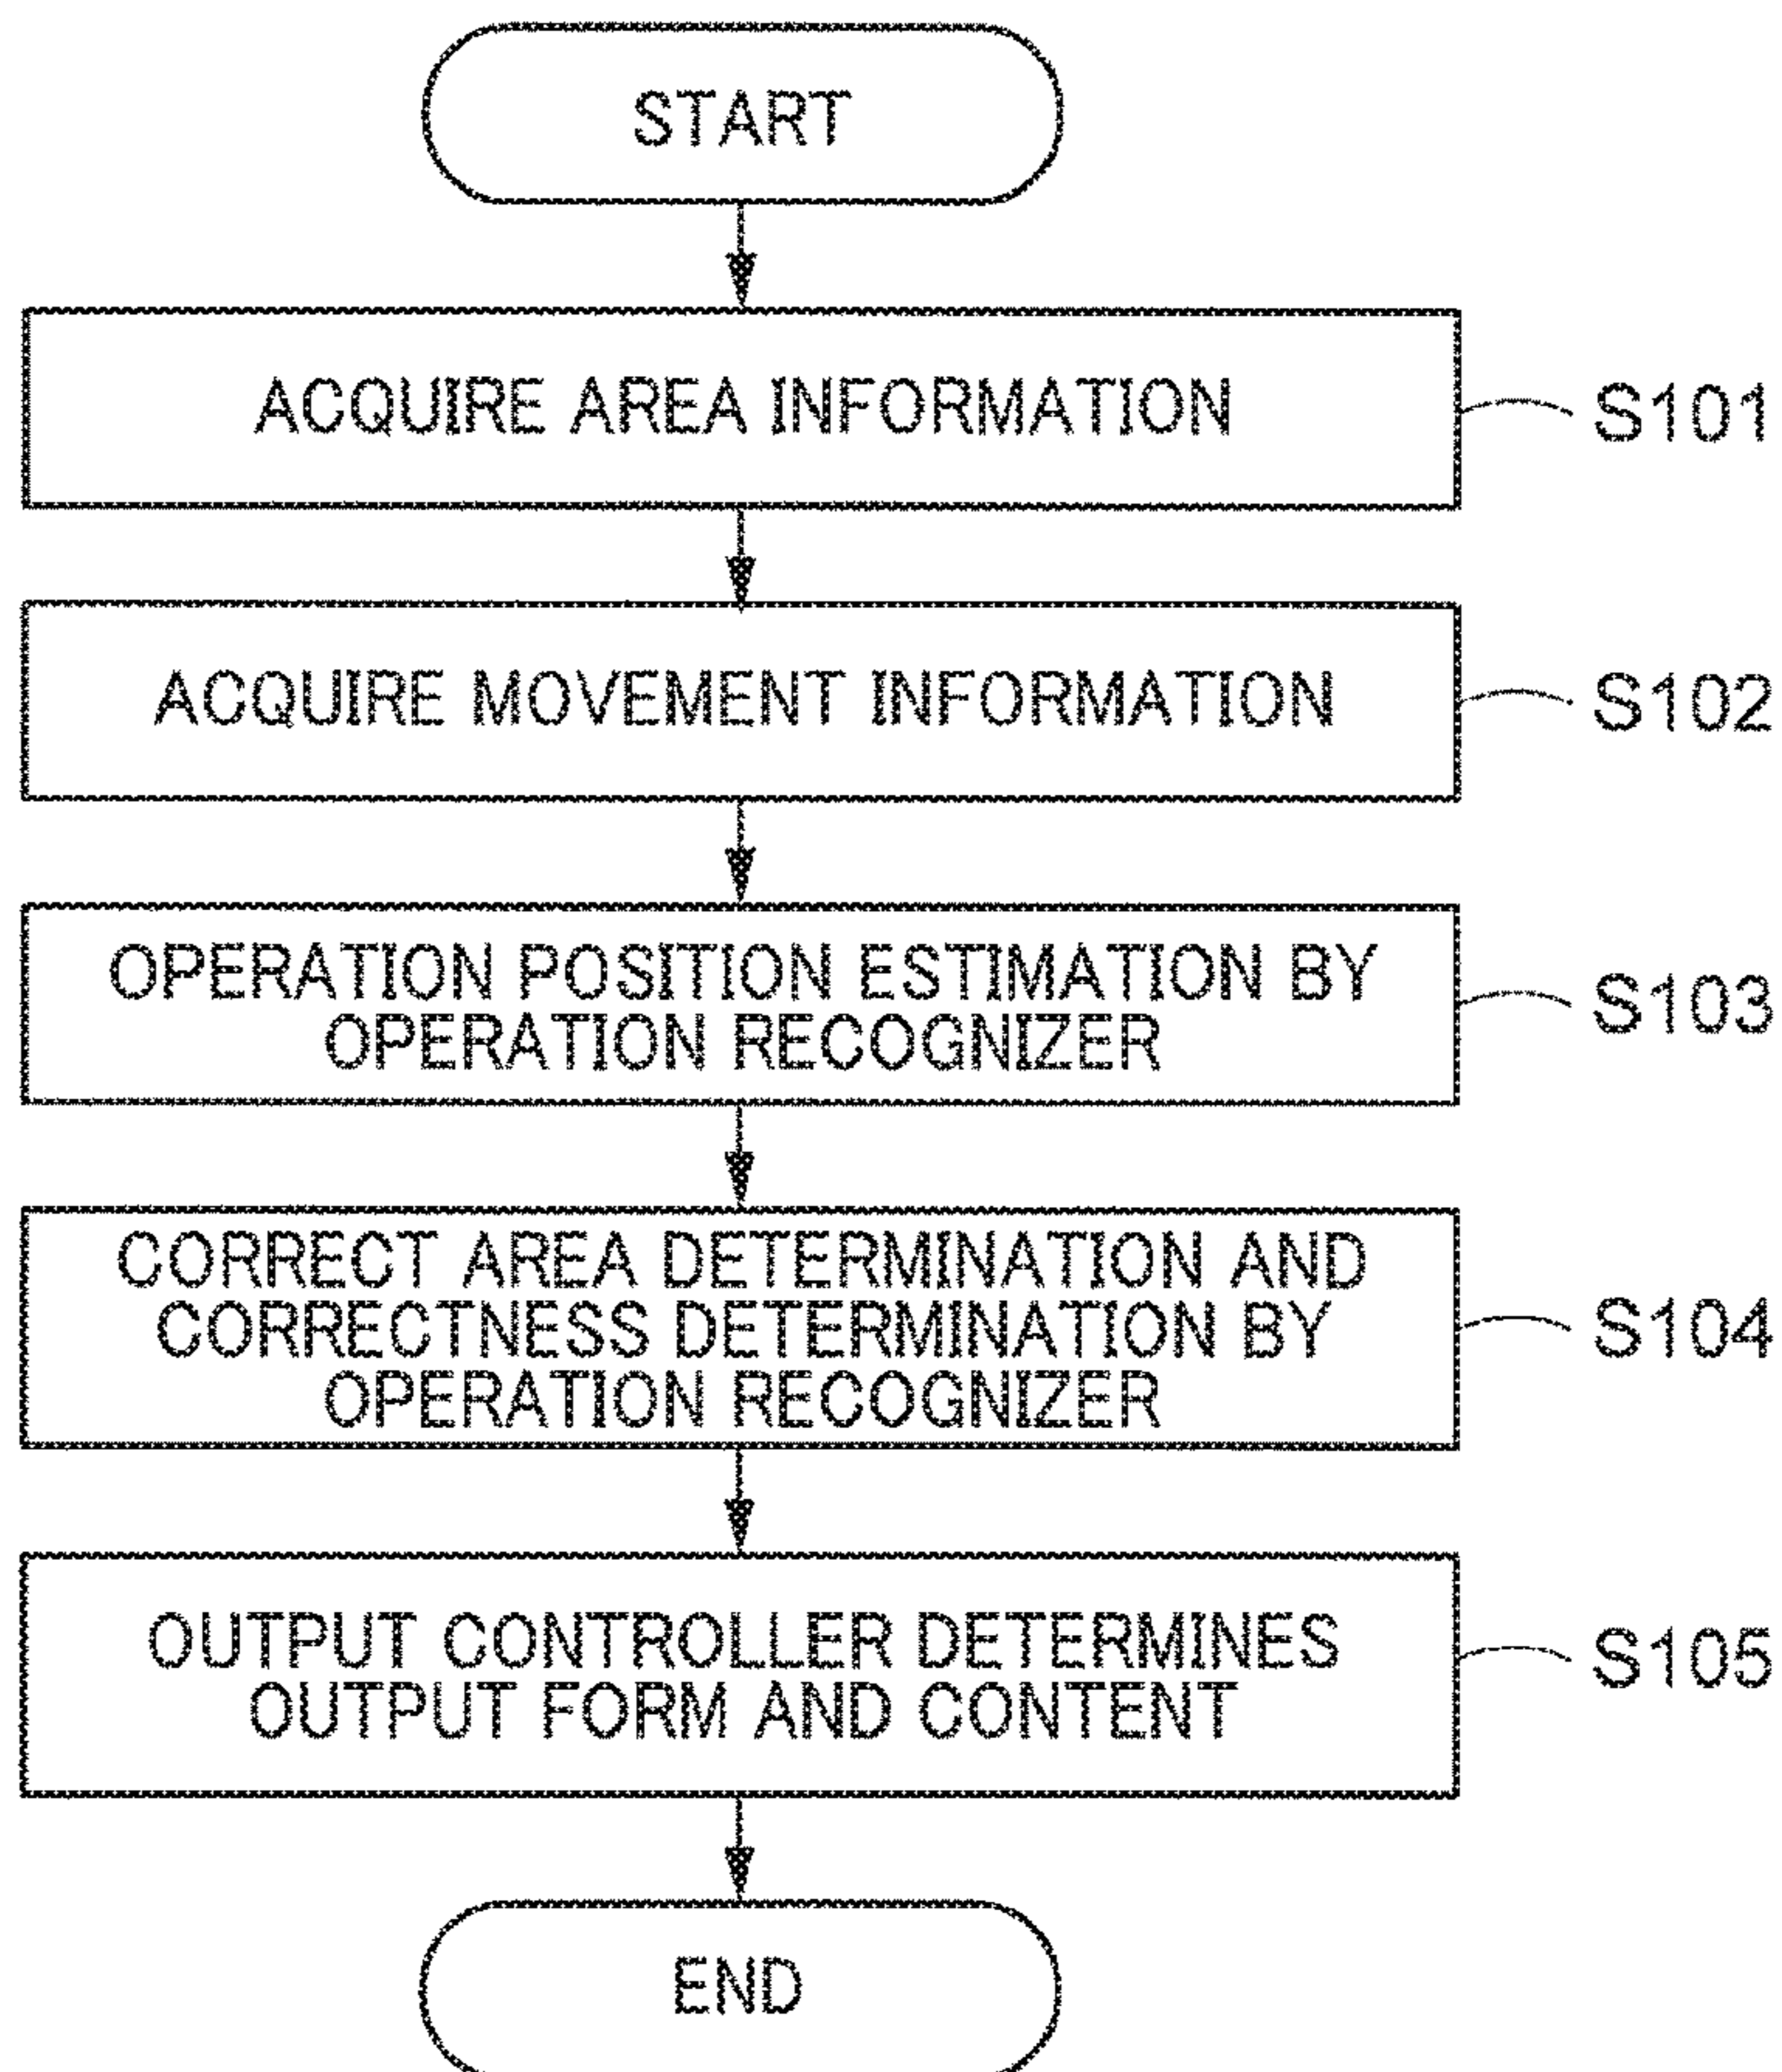 START
ACQUIRE AREA INFORMATION
S101
ACQUIRE MOVEMENT INFORMATION
S102
OPERATION POSITION ESTIMATION BY
OPERATION RECOGNIZER
S103
CORRECT AREA DETERMINATION AND
CORRECTNESS DETERMINATION BY
OPERATION RECOGNIZER
S104
OUTPUT CONTROLLER DETERMINES
OUTPUT FORM AND CONTENT
S105
END